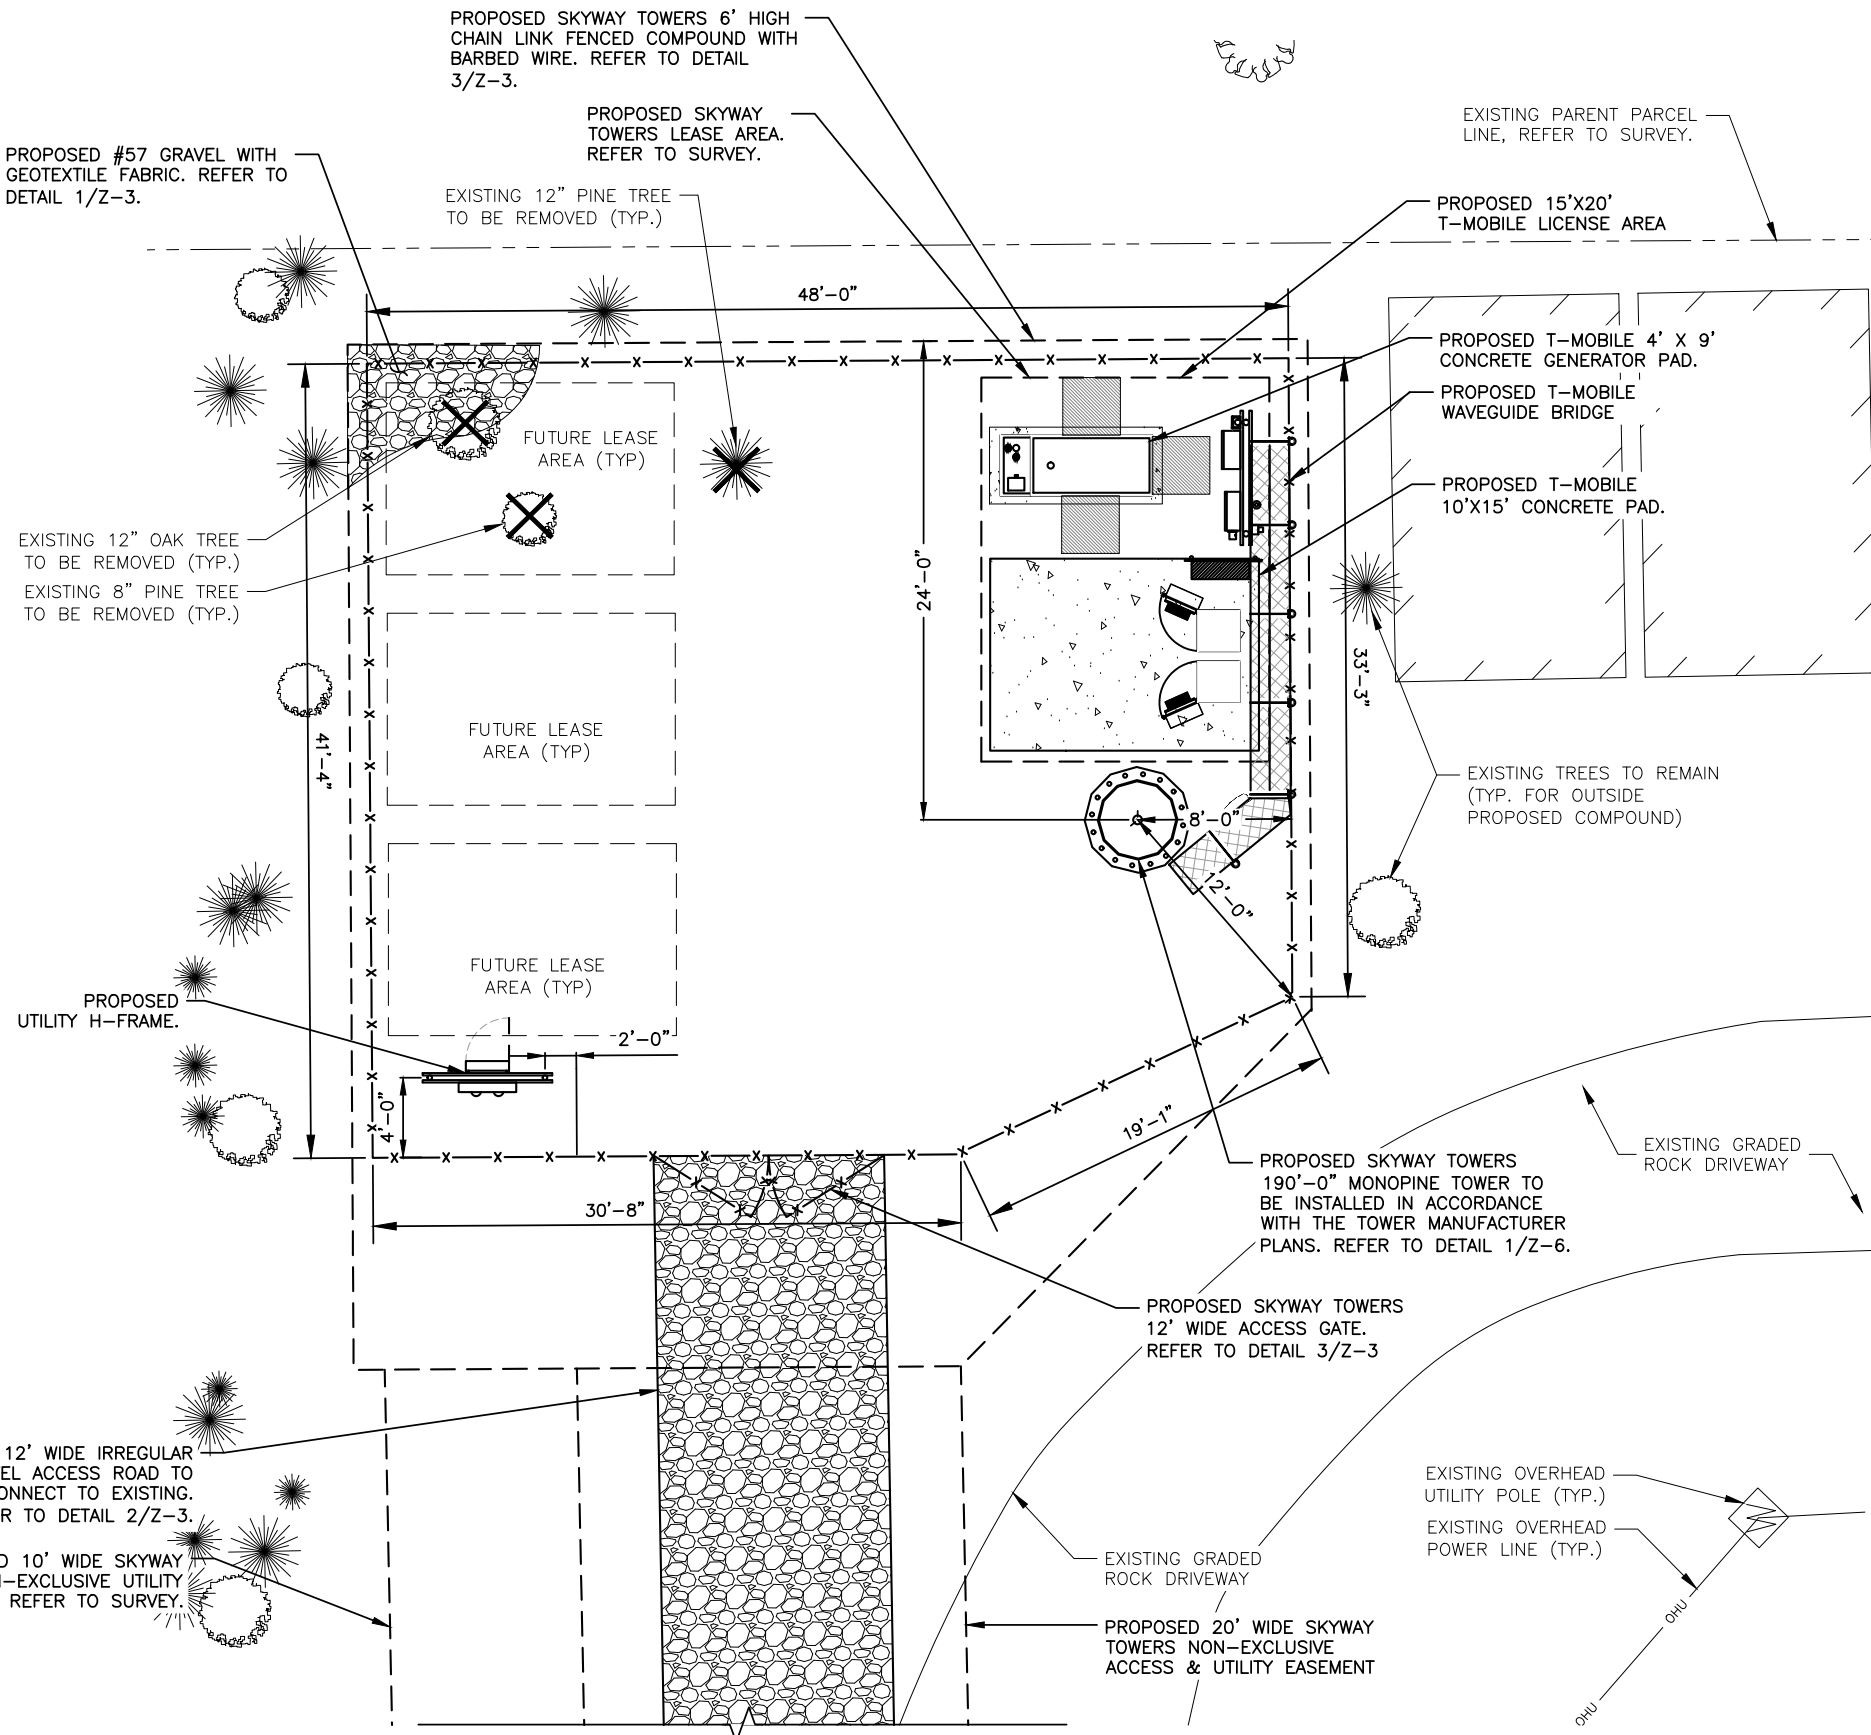 PROPOSED SKYWAY TOWERS 6' HIGH
CHAIN LINK FENCED COMPOUND WITH
BARBED WIRE. REFER TO DETAIL
3/Z-3.
PROPOSED SKYWAY
TOWERS LEASE AREA.
REFER TO SURVEY.
EXISTING PARENT PARCEL
LINE, REFER TO SURVEY.
PROPOSED #57 GRAVEL WITH
GEOTEXTILE FABRIC. REFER TO
DETAIL 1/Z-3.
EXISTING 12" PINE TREE
TO BE REMOVED (TYP.)
PROPOSED 15'X20'
T-MOBILE LICENSE AREA
48'-0"
PROPOSED T-MOBILE 4' X 9'
CONCRETE GENERATOR PAD.
PROPOSED T-MOBILE
WAVEGUIDE BRIDGE
FUTURE LEASE
AREA (TYP)
PROPOSED T-MOBILE
10'X15' CONCRETE PAD.
EXISTING 12" OAK TREE
TO BE REMOVED (TYP.)
EXISTING 8" PINE TREE
TO BE REMOVED (TYP.)
24'-0"
33'-3"
41'-4"
FUTURE LEASE
AREA (TYP)
EXISTING TREES TO REMAIN
(TYP. FOR OUTSIDE
PROPOSED COMPOUND)
8'-0"
12'-0"
FUTURE LEASE
AREA (TYP)
PROPOSED
UTILITY H-FRAME.
2'-0"
4'-0"
19'-1"
30'-8"
EXISTING GRADED
ROCK DRIVEWAY
PROPOSED SKYWAY TOWERS
190'-0" MONOPINE TOWER TO
BE INSTALLED IN ACCORDANCE
WITH THE TOWER MANUFACTURER
PLANS. REFER TO DETAIL 1/Z-6.
PROPOSED SKYWAY TOWERS
12' WIDE ACCESS GATE.
REFER TO DETAIL 3/Z-3
12' WIDE IRREGULAR
EL ACCESS ROAD TO
ONNECT TO EXISTING.
R TO DETAIL 2/Z-3.
D 10' WIDE SKYWAY
N-EXCLUSIVE UTILITY
REFER TO SURVEY.
EXISTING OVERHEAD
UTILITY POLE (TYP.)
EXISTING OVERHEAD
POWER LINE (TYP.)
EXISTING GRADED
ROCK DRIVEWAY
PROPOSED 20' WIDE SKYWAY
TOWERS NON-EXCLUSIVE
ACCESS & UTILITY EASEMENT
OHU
OHU